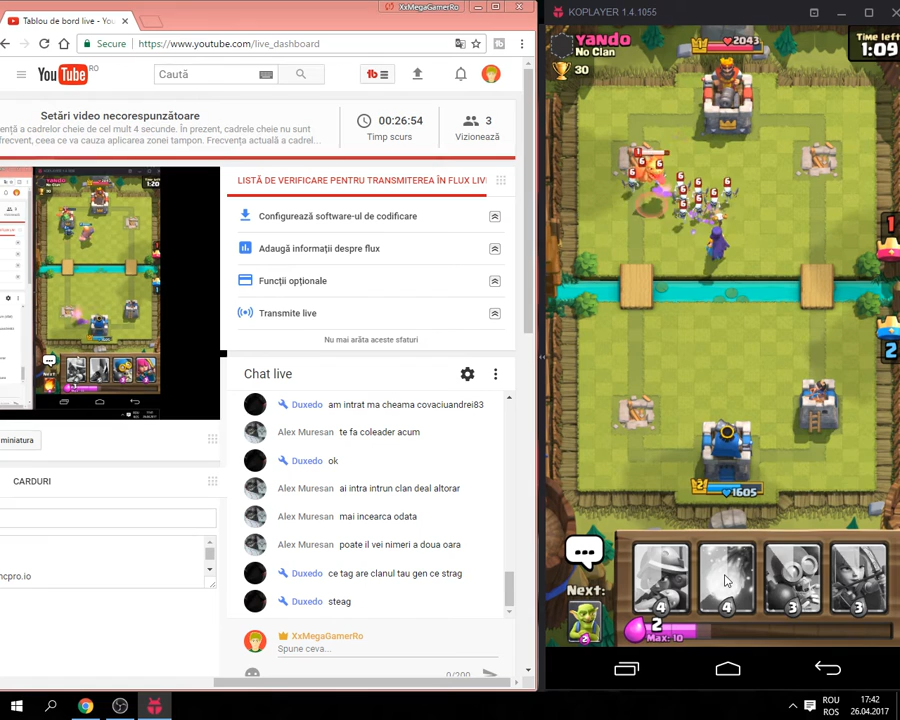 Tablou de bord live - You
XxMegaGamerRo
Secure
https://www.youtube.com/live_dashboard
YouTube RO
Caută
Setări video necorespunzătoare
ență a cadrelor cheie de cel mult 4 secunde. În prezent, cadrele cheie nu sunt
frecvent, ceea ce va cauza aplicarea zonei tampon. Frecvența actuală a cadrel...
00:26:54
Timp scurs
3
Vizionează
LISTĂ DE VERIFICARE PENTRU TRANSMITEREA ÎN FLUX LIV
Configurează software-ul de codificare
Adaugă informații despre flux
Funcții opționale
Transmite live
Nu mai arăta aceste sfaturi
Chat live
Duxedo am intrat ma cheama covaciuandrei83
Alex Muresan te fa coleader acum
Duxedo ok
Alex Muresan ai intra intrun clan deal altorar
Alex Muresan mai incearca odata
Alex Muresan poate il vei nimeri a doua oara
Duxedo ce tag are clanul tau gen ce strag
Duxedo steag
XxMegaGamerRo
Spune ceva...
0/200
miniatura
CARDURI
ncpro.io
KOPLAYER 1.4.1055
Yando
No Clan
30
2043
Time left:
1:09
1
2
1605
Next:
2
4
4
3
3
2
Max: 10
ROU
ROS
17:42
26.04.2017